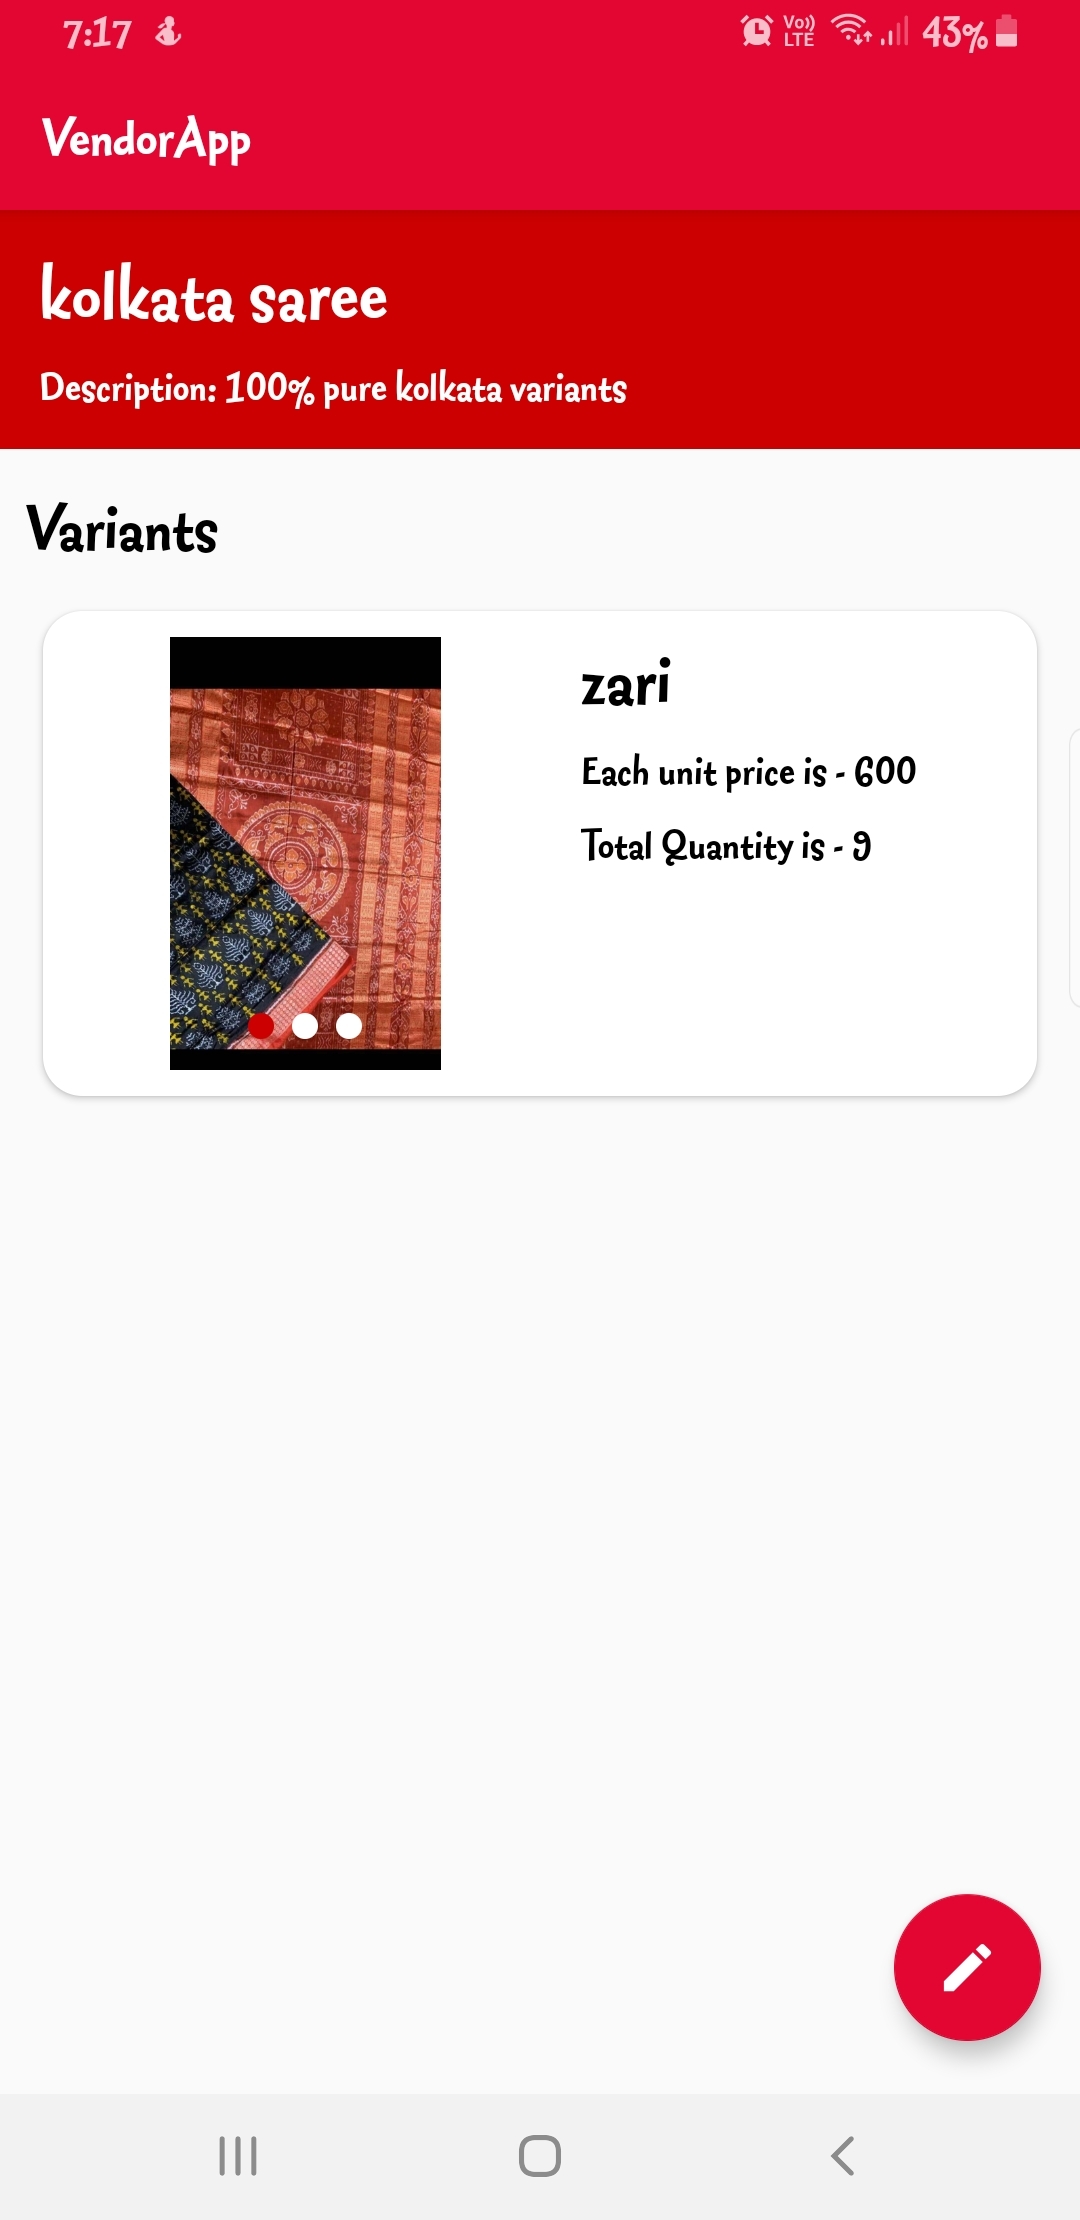 7:17
Vo))
LTE
43%
VendorApp
kolkata saree
Description: 100% pure kolkata variants
Variants
zari
Each unit price is - 600
Total Quantity is - 9